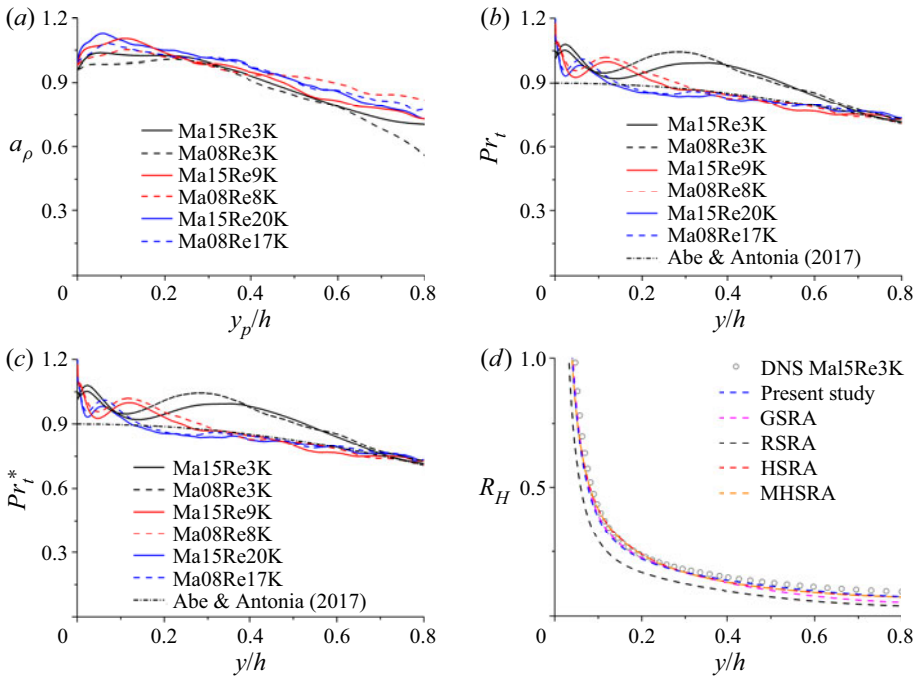 (a)
1.2
0.9
0.6
0.3
0
0.2
0.4
0.6
0.8
a_ρ
y_p/h
Ma15Re3K
Ma08Re3K
Ma15Re9K
Ma08Re8K
Ma15Re20K
Ma08Re17K
(b)
1.2
0.9
0.6
0.3
0
0.2
0.4
0.6
0.8
Pr_t
y/h
Ma15Re3K
Ma08Re3K
Ma15Re9K
Ma08Re8K
Ma15Re20K
Ma08Re17K
Abe & Antonia (2017)
(c)
1.2
0.9
0.6
0.3
0
0.2
0.4
0.6
0.8
Pr_t^*
y/h
Ma15Re3K
Ma08Re3K
Ma15Re9K
Ma08Re8K
Ma15Re20K
Ma08Re17K
Abe & Antonia (2017)
(d)
1.0
0.5
0
0.2
0.4
0.6
0.8
R_H
y/h
DNS Mal5Re3K
Present study
GSRA
RSRA
HSRA
MHSRA